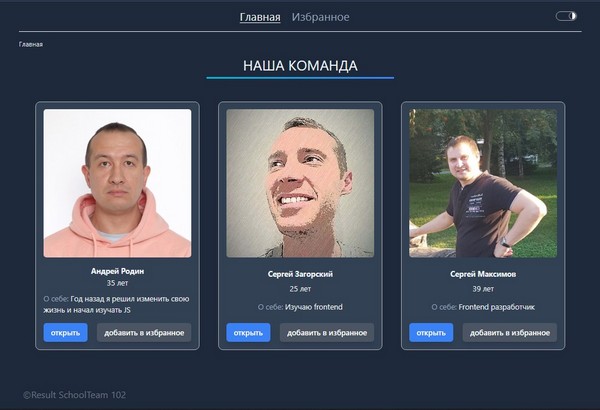 Главная Избранное
Главная
НАША КОМАНДА
Андрей Родин
35 лет
О себе: Год назад я решил изменить свою
жизнь и начал изучать JS
открыть добавить в избранное
Сергей Загорский
25 лет
О себе: Изучаю frontend
открыть добавить в избранное
Сергей Максимов
39 лет
О себе: Frontend разработчик
открыть добавить в избранное
©Result SchoolTeam 102